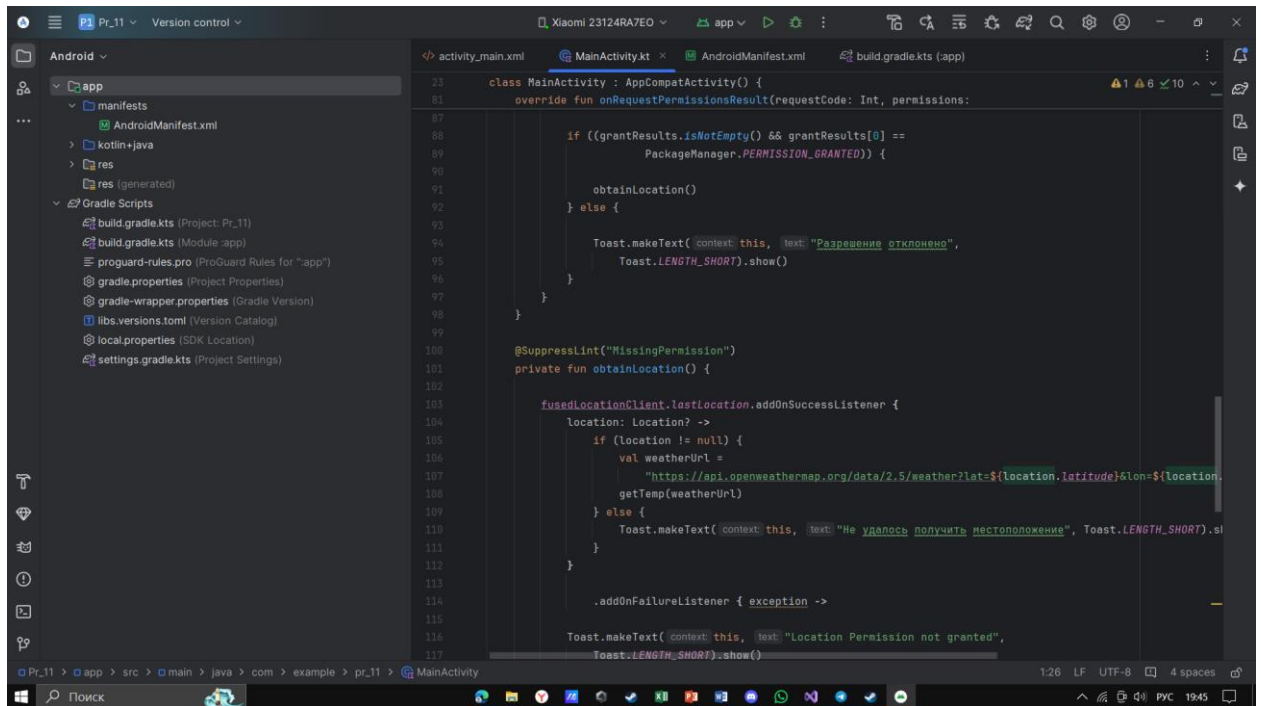 P1 Pr_11 Version control Xiaomi 23124RA7EO app
Android
app
manifests
AndroidManifest.xml
kotlin+java
res
res (generated)
Gradle Scripts
build.gradle.kts (Project: Pr_11)
build.gradle.kts (Module :app)
proguard-rules.pro (ProGuard Rules for ":app")
gradle.properties (Project Properties)
gradle-wrapper.properties (Gradle Version)
libs.versions.toml (Version Catalog)
local.properties (SDK Location)
settings.gradle.kts (Project Settings)
activity_main.xml MainActivity.kt AndroidManifest.xml build.gradle.kts (:app)
1 6 10
23 class MainActivity : AppCompatActivity() {
81 override fun onRequestPermissionsResult(requestCode: Int, permissions:
87
88 if ((grantResults.isNotEmpty() && grantResults[0] ==
89 PackageManager.PERMISSION_GRANTED)) {
90
91 obtainLocation()
92 } else {
93
94 Toast.makeText( context: this, text: "Разрешение отклонено",
95 Toast.LENGTH_SHORT).show()
96 }
97 }
98 }
99
100 @SuppressLint("MissingPermission")
101 private fun obtainLocation() {
102
103 fusedLocationClient.lastLocation.addOnSuccessListener {
104 location: Location? ->
105 if (location != null) {
106 val weatherUrl =
107 "https://api.openweathermap.org/data/2.5/weather?lat=${location.latitude}&lon=${location.
108 getTemp(weatherUrl)
109 } else {
110 Toast.makeText( context: this, text: "Не удалось получить местоположение", Toast.LENGTH_SHORT).sh
111 }
112 }
113
114 .addOnFailureListener { exception ->
115
116 Toast.makeText( context: this, text: "Location Permission not granted",
117 Toast.LENGTH_SHORT).show()
Pr_11 > app > src > main > java > com > example > pr_11 > MainActivity 1:26 LF UTF-8 4 spaces
Поиск РУС 19:45